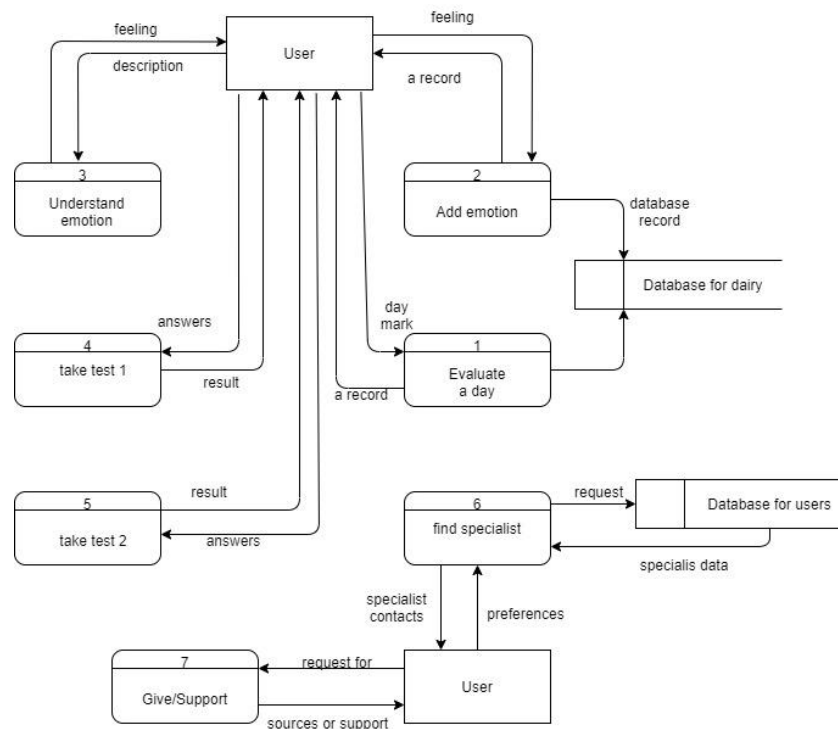 feeling
User
feeling
description
a record
3
Understand
emotion
2
Add emotion
database
record
Database for dairy
answers
day
mark
4
take test 1
result
1
Evaluate
a day
a record
5
take test 2
result
answers
6
find specialist
request
Database for users
specialis data
specialist
contacts
preferences
7
Give/Support
request for
User
sources or support